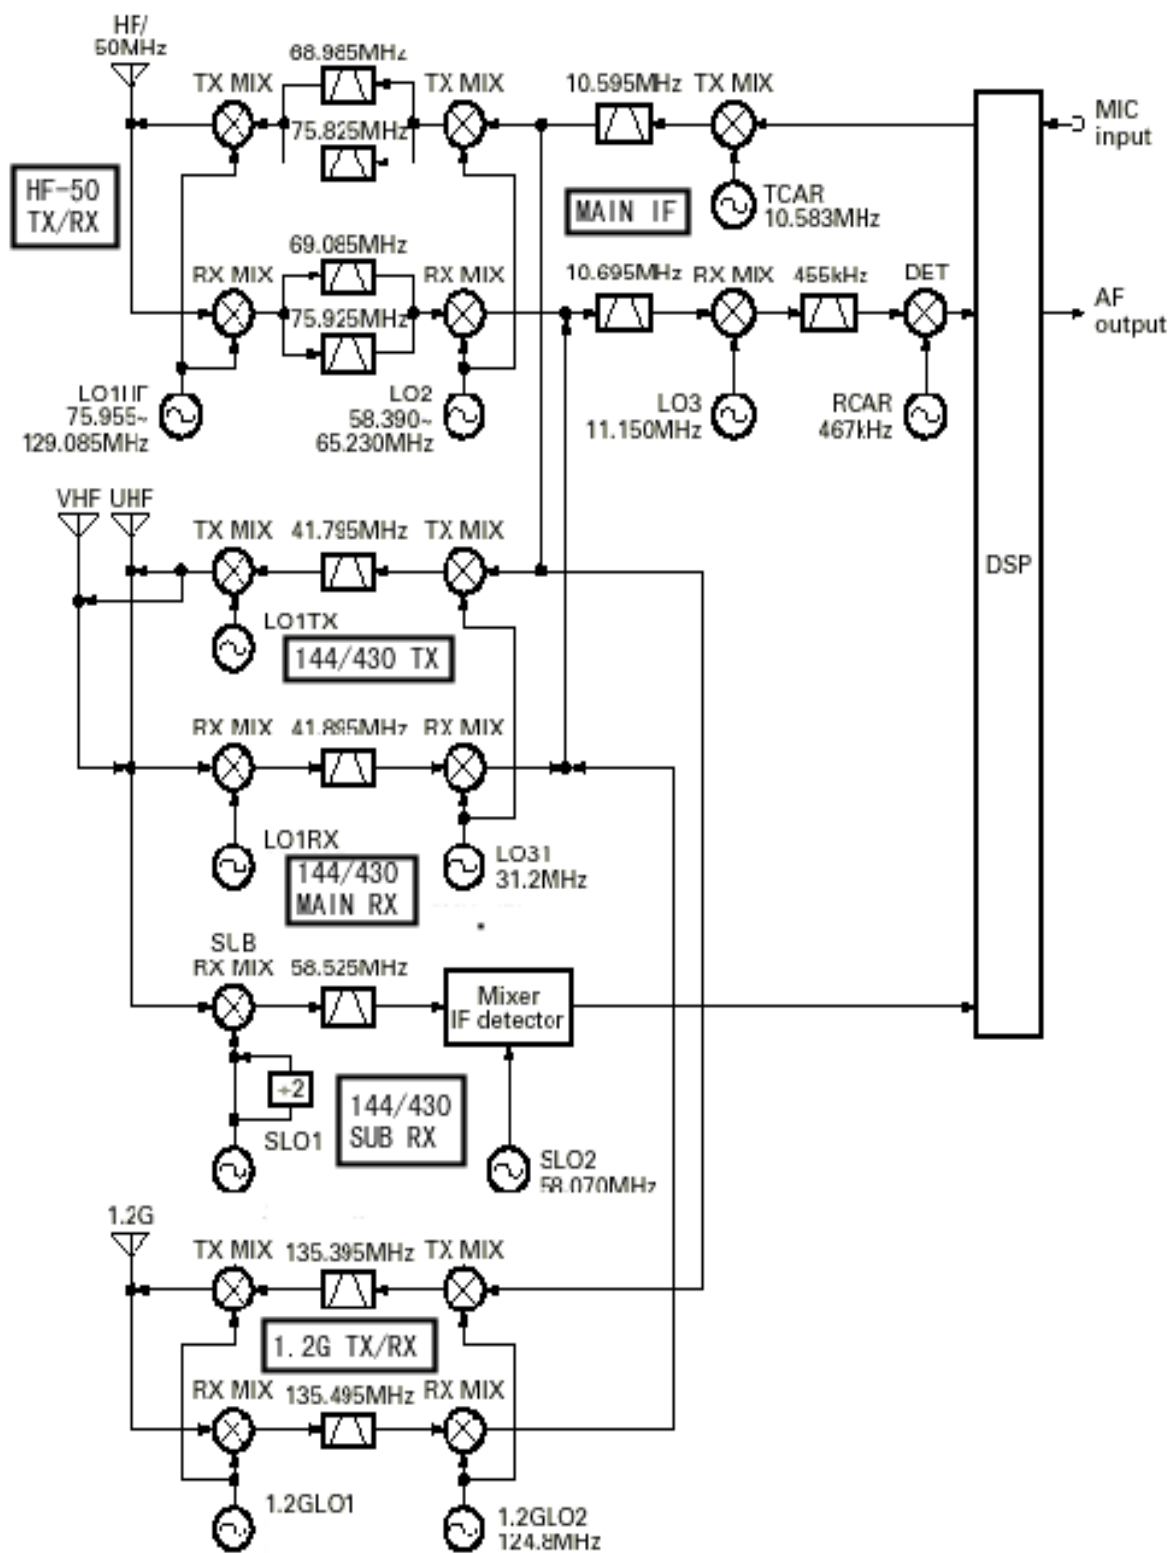 HF/
50MHz
68.985MHz
TX MIX
TX MIX
10.595MHz
TX MIX
75.825MHz
MIC
input
HF-50
TX/RX
MAIN IF
TCAR
10.583MHz
69.085MHz
RX MIX
RX MIX
10.695MHz
RX MIX
455kHz
DET
75.925MHz
AF
output
LO1HF
75.955~
129.085MHz
LO2
58.390~
65.230MHz
LO3
11.150MHz
RCAR
467kHz
VHF
UHF
TX MIX
41.795MHz
TX MIX
DSP
LO1TX
144/430 TX
RX MIX
41.895MHz
RX MIX
LO1RX
144/430
MAIN RX
LO31
31.2MHz
SUB
RX MIX
58.525MHz
Mixer
IF detector
÷2
SLO1
144/430
SUB RX
SLO2
58.070MHz
1.2G
TX MIX
135.395MHz
TX MIX
1.2G TX/RX
RX MIX
135.495MHz
RX MIX
1.2GLO1
1.2GLO2
124.8MHz